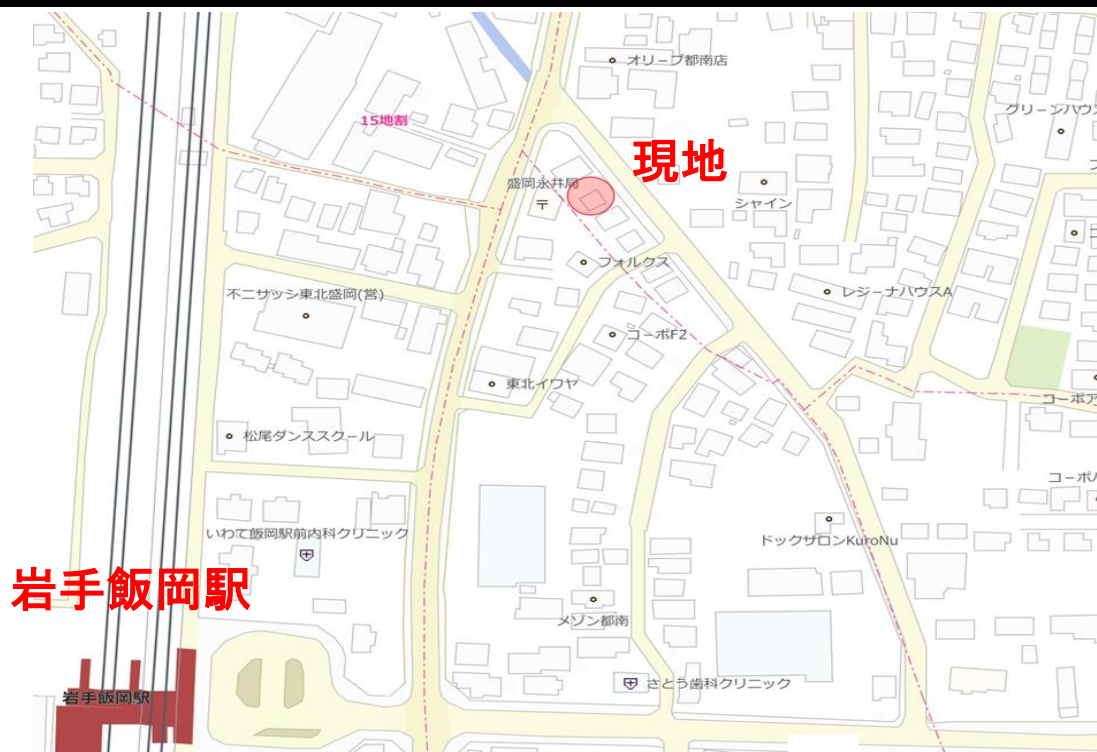 オリーブ都南店
グリーンハウス
15地割
現地
盛岡永井局
〒
シャイン
フォルクス
レジーナハウスA
不二サッシ東北盛岡(営)
コーポF2
東北イワヤ
コーポア
松尾ダンススクール
コーポハ
いわて飯岡駅前内科クリニック
ドックサロンKuroNu
岩手飯岡駅
メゾン都南
さとう歯科クリニック
岩手飯岡駅